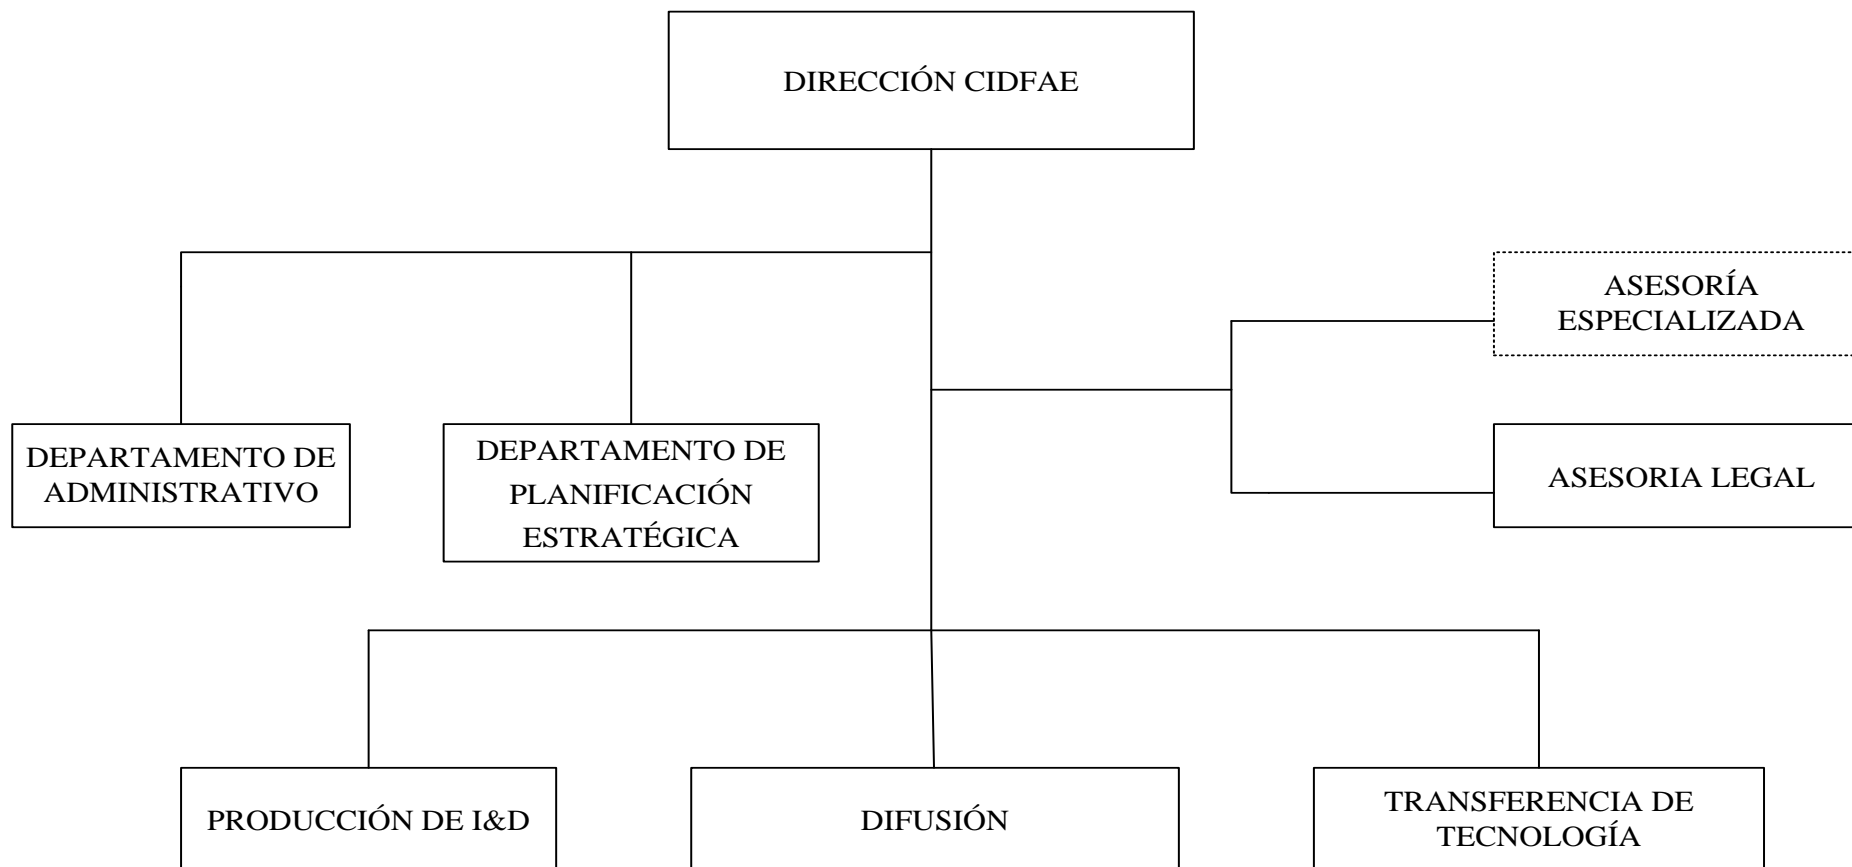 DIRECCIÓN CIDFAE
ASESORÍA
ESPECIALIZADA
DEPARTAMENTO DE
ADMINISTRATIVO
DEPARTAMENTO DE
PLANIFICACIÓN
ESTRATÉGICA
ASESORIA LEGAL
PRODUCCIÓN DE I&D
DIFUSIÓN
TRANSFERENCIA DE
TECNOLOGÍA